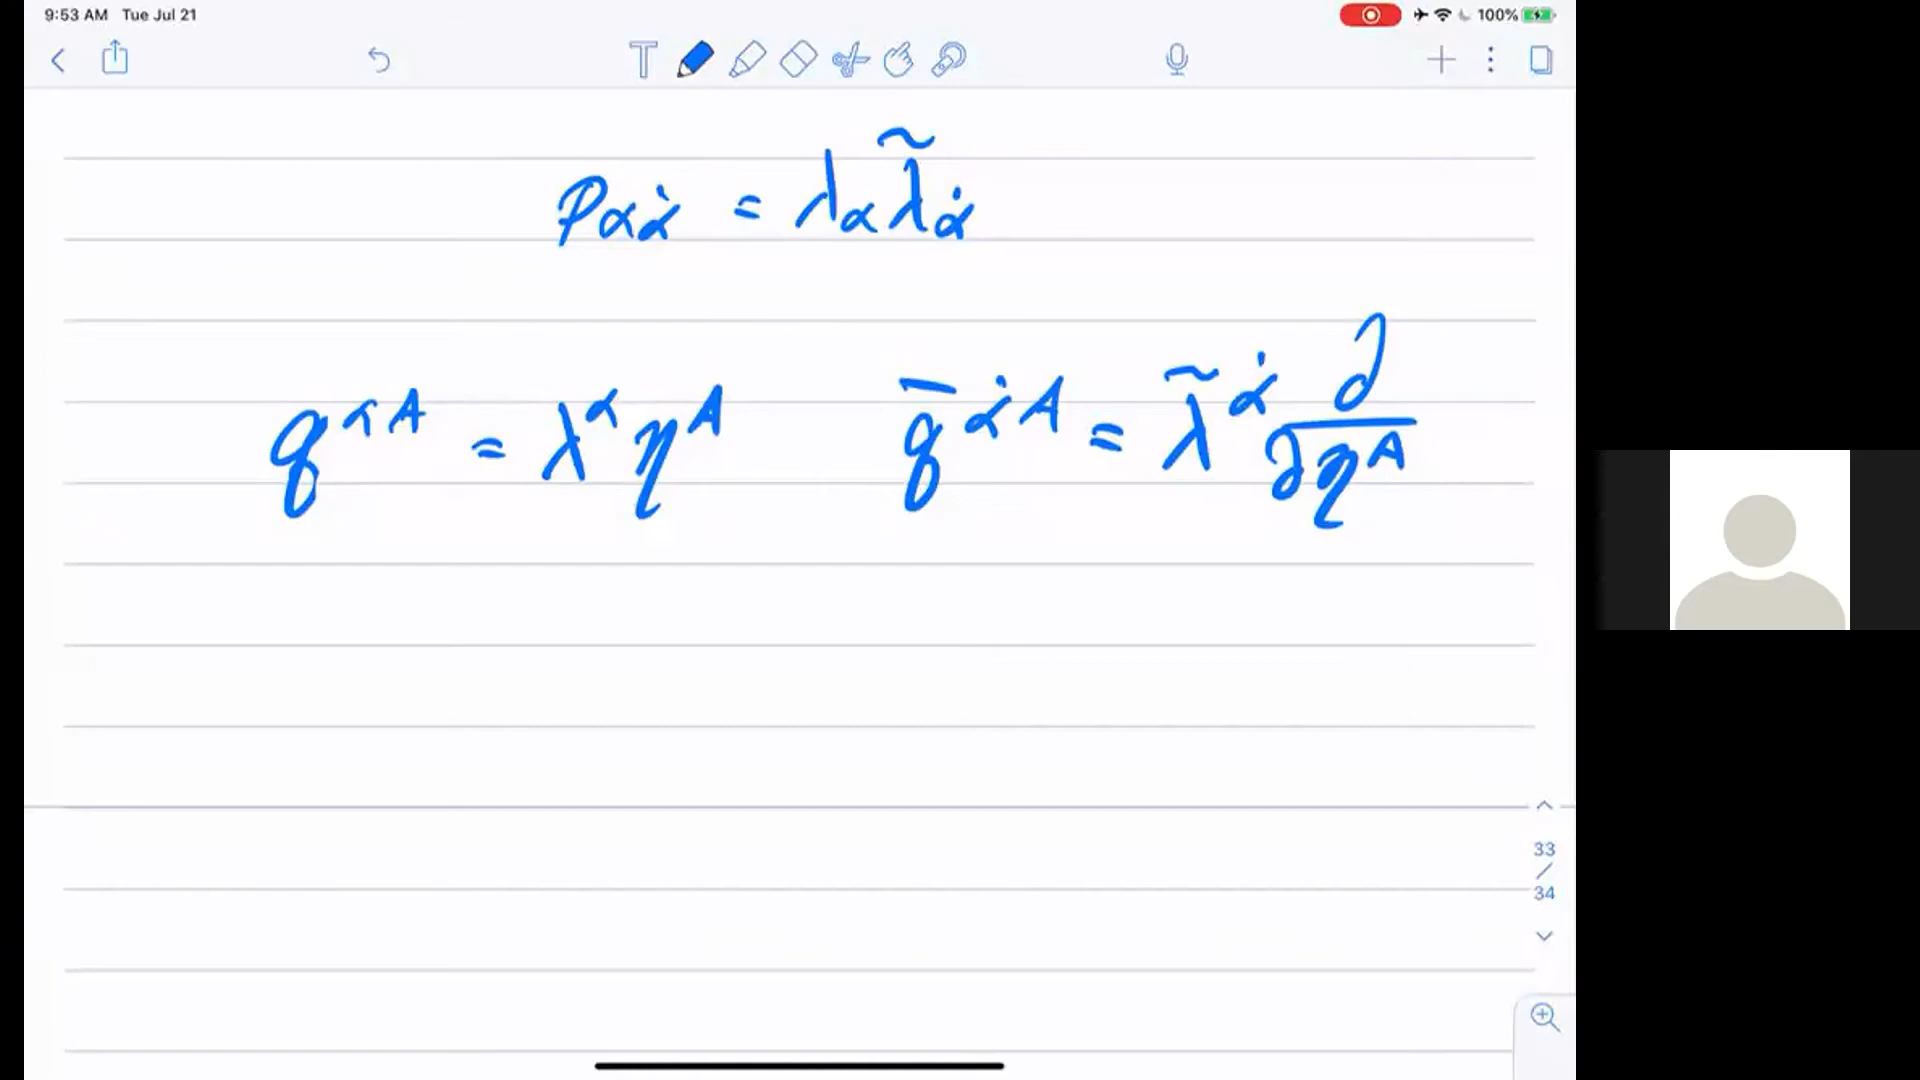 9:53 AM Tue Jul 21 100%
T
p_{αα̇} = λ_α λ̃_α̇
q^{αA} = λ^α η^A q̄^{α̇A} = λ̃^α̇ ∂/∂η^A
33
/
34